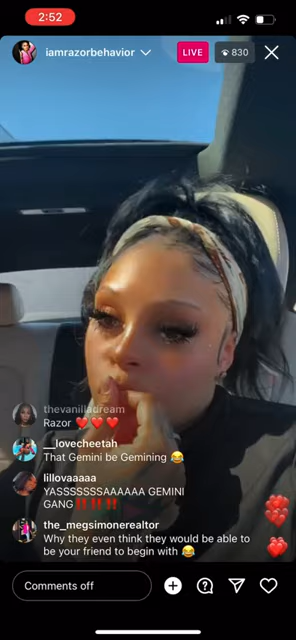 2:52
iamrazorbehavior
LIVE
830
thevanilladream
Razor ❤️❤️❤️
__lovecheetah
That Gemini be Gemining 😂
lillovaaaaa
YASSSSSSAAAAAA GEMINI
GANG‼️‼️‼️
the_megsimonerealtor
Why they even think they would be able to
be your friend to begin with 😂
Comments off